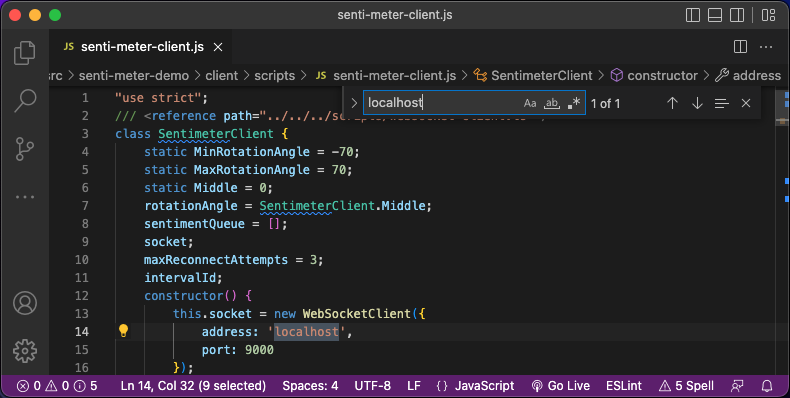 senti-meter-client.js
JS senti-meter-client.js
src > senti-meter-demo > client > scripts > JS senti-meter-client.js > SentimeterClient > constructor > address
localhost Aa ab .* 1 of 1
1 "use strict";
2 /// <reference path="../../../scripts/
3 class SentimeterClient {
4 static MinRotationAngle = -70;
5 static MaxRotationAngle = 70;
6 static Middle = 0;
7 rotationAngle = SentimeterClient.Middle;
8 sentimentQueue = [];
9 socket;
10 maxReconnectAttempts = 3;
11 intervalId;
12 constructor() {
13 this.socket = new WebSocketClient({
14 address: 'localhost',
15 port: 9000
16 });
0 0 5 Ln 14, Col 32 (9 selected) Spaces: 4 UTF-8 LF {} JavaScript Go Live ESLint 5 Spell